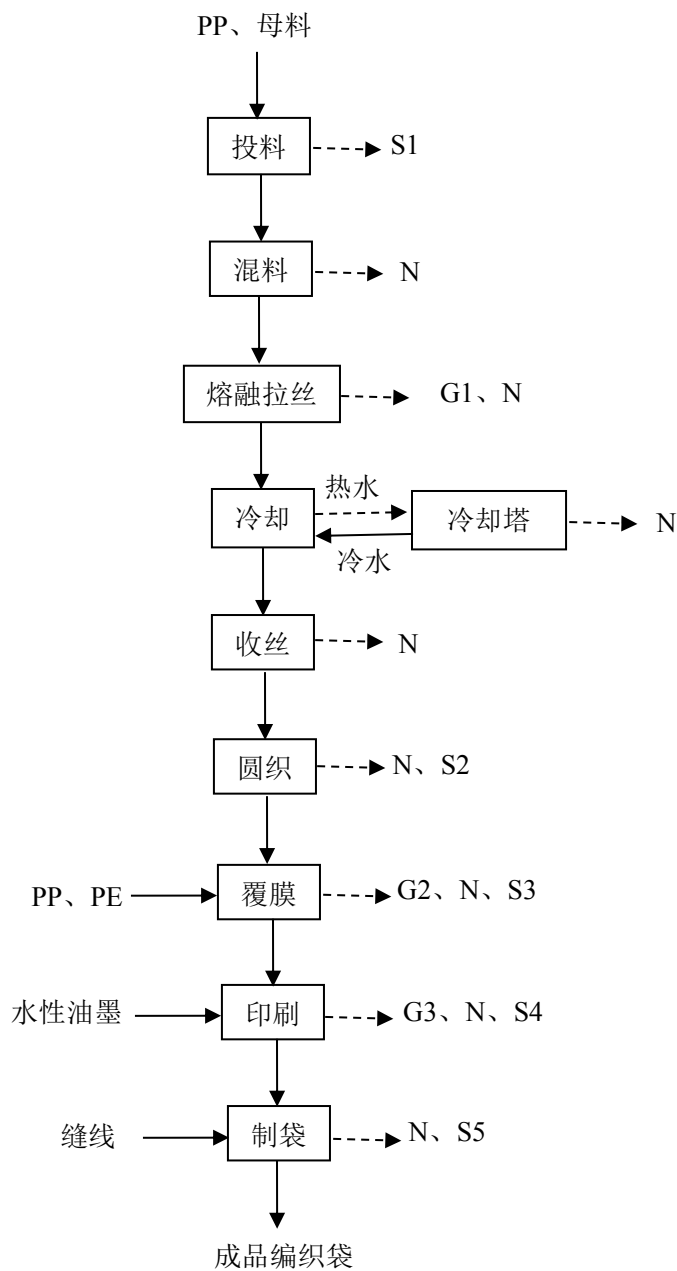 PP、母料
投料
S1
混料
N
熔融拉丝
G1、N
热水
冷却
冷却塔
N
冷水
收丝
N
圆织
N、S2
PP、PE
覆膜
G2、N、S3
水性油墨
印刷
G3、N、S4
缝线
制袋
N、S5
成品编织袋